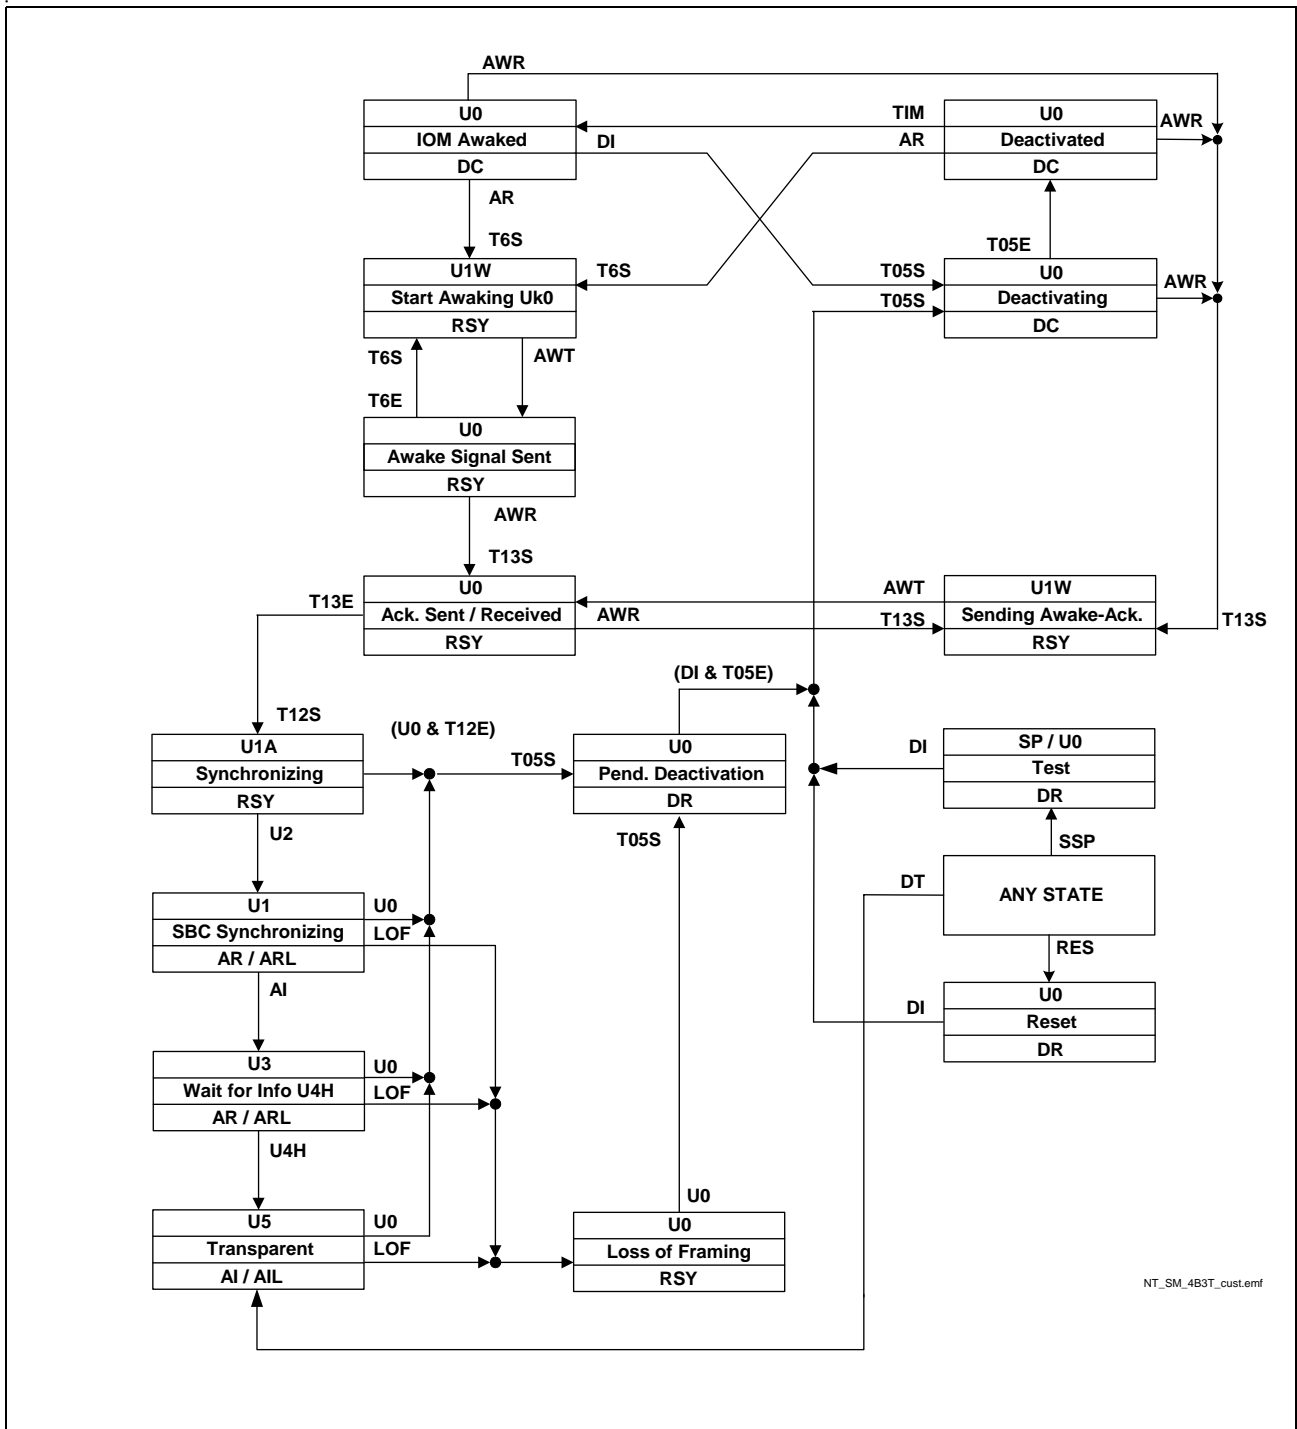 AWR
U0
IOM Awaked
DC
TIM
DI
AR
U0
Deactivated
DC
AWR
AR
T6S
T05E
U1W
Start Awaking Uk0
RSY
T6S
T05S
T05S
U0
Deactivating
DC
AWR
T6S
AWT
T6E
U0
Awake Signal Sent
RSY
AWR
T13S
T13E
U0
Ack. Sent / Received
RSY
AWT
AWR
T13S
U1W
Sending Awake-Ack.
RSY
T13S
(DI & T05E)
T12S
(U0 & T12E)
U1A
Synchronizing
RSY
T05S
U0
Pend. Deactivation
DR
DI
SP / U0
Test
DR
U2
T05S
SSP
DT
ANY STATE
U1
SBC Synchronizing
AR / ARL
U0
LOF
RES
AI
DI
U0
Reset
DR
U3
Wait for Info U4H
AR / ARL
U0
LOF
U4H
U0
U5
Transparent
AI / AIL
U0
LOF
U0
Loss of Framing
RSY
NT_SM_4B3T_cust.emf